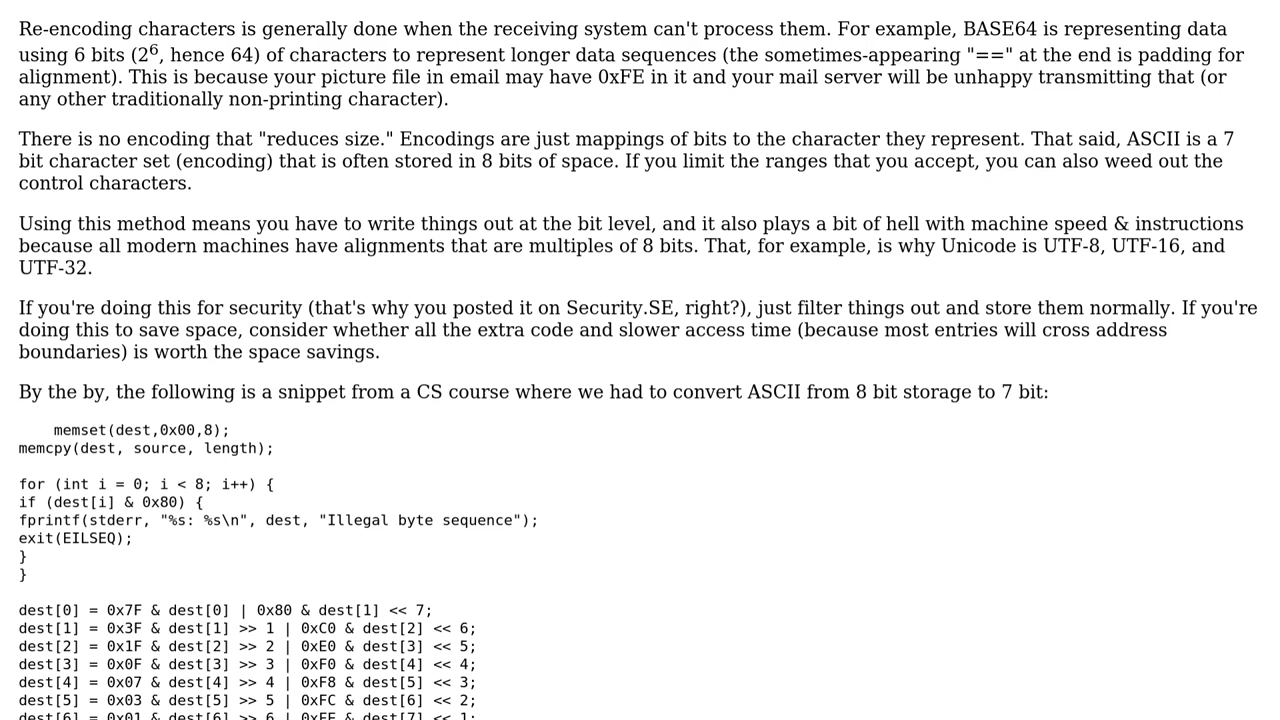 Re-encoding characters is generally done when the receiving system can't process them. For example, BASE64 is representing data
using 6 bits (2⁶, hence 64) of characters to represent longer data sequences (the sometimes-appearing "==" at the end is padding for
alignment). This is because your picture file in email may have 0xFE in it and your mail server will be unhappy transmitting that (or
any other traditionally non-printing character).
There is no encoding that "reduces size." Encodings are just mappings of bits to the character they represent. That said, ASCII is a 7
bit character set (encoding) that is often stored in 8 bits of space. If you limit the ranges that you accept, you can also weed out the
control characters.
Using this method means you have to write things out at the bit level, and it also plays a bit of hell with machine speed & instructions
because all modern machines have alignments that are multiples of 8 bits. That, for example, is why Unicode is UTF-8, UTF-16, and
UTF-32.
If you're doing this for security (that's why you posted it on Security.SE, right?), just filter things out and store them normally. If you're
doing this to save space, consider whether all the extra code and slower access time (because most entries will cross address
boundaries) is worth the space savings.
By the by, the following is a snippet from a CS course where we had to convert ASCII from 8 bit storage to 7 bit:
    memset(dest,0x00,8);
memcpy(dest, source, length);
for (int i = 0; i < 8; i++) {
if (dest[i] & 0x80) {
fprintf(stderr, "%s: %s\n", dest, "Illegal byte sequence");
exit(EILSEQ);
}
}
dest[0] = 0x7F & dest[0] | 0x80 & dest[1] << 7;
dest[1] = 0x3F & dest[1] >> 1 | 0xC0 & dest[2] << 6;
dest[2] = 0x1F & dest[2] >> 2 | 0xE0 & dest[3] << 5;
dest[3] = 0x0F & dest[3] >> 3 | 0xF0 & dest[4] << 4;
dest[4] = 0x07 & dest[4] >> 4 | 0xF8 & dest[5] << 3;
dest[5] = 0x03 & dest[5] >> 5 | 0xFC & dest[6] << 2;
dest[6] = 0x01 & dest[6] >> 6 | 0xFE & dest[7] << 1;